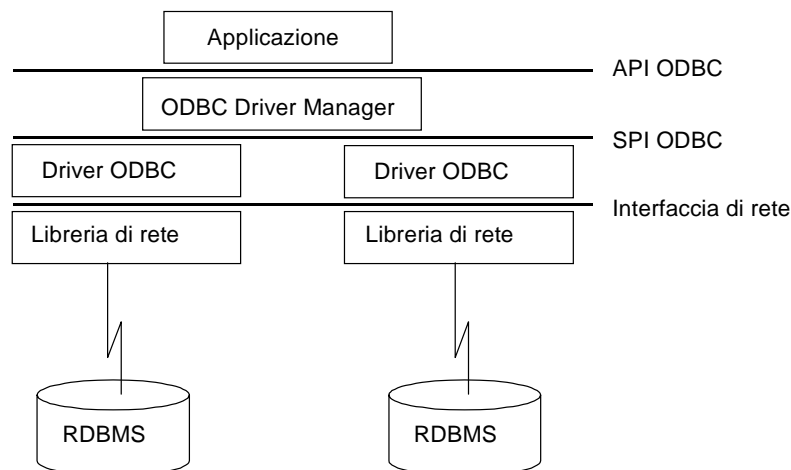 Applicazione
API ODBC
ODBC Driver Manager
SPI ODBC
Driver ODBC
Driver ODBC
Interfaccia di rete
Libreria di rete
Libreria di rete
RDBMS
RDBMS